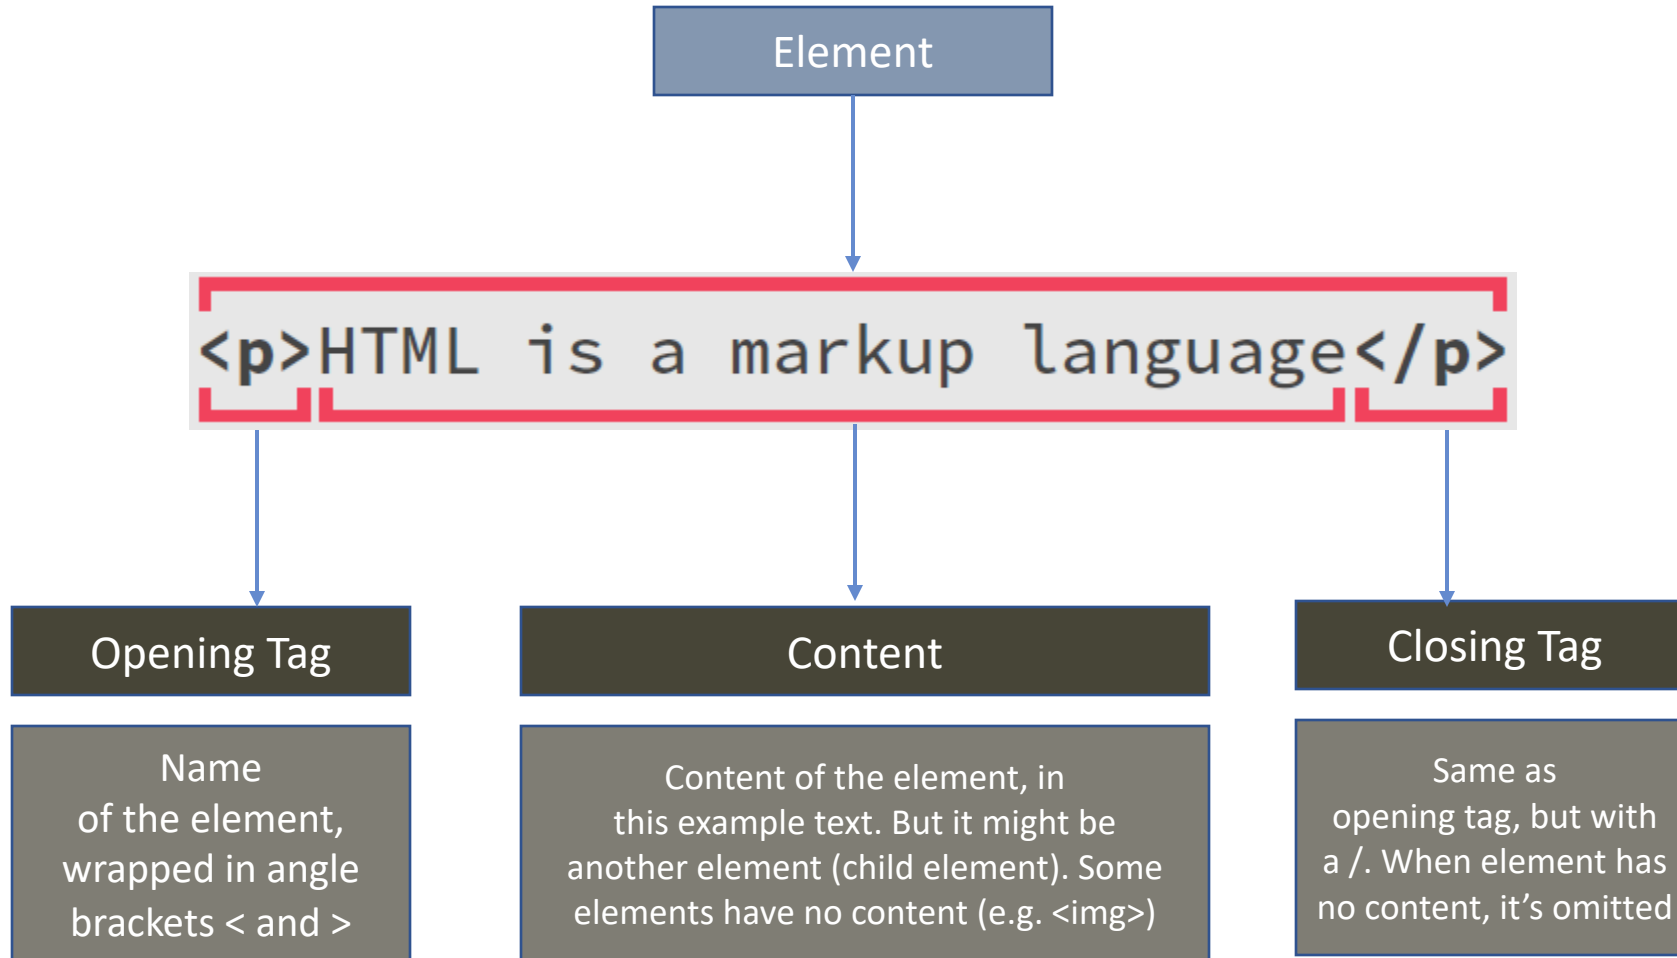 Element
<p>HTML is a markup language</p>
Opening Tag
Content
Closing Tag
Name
of the element,
wrapped in angle
brackets < and >
Content of the element, in
this example text. But it might be
another element (child element). Some
elements have no content (e.g. <img>)
Same as
opening tag, but with
a /. When element has
no content, it’s omitted